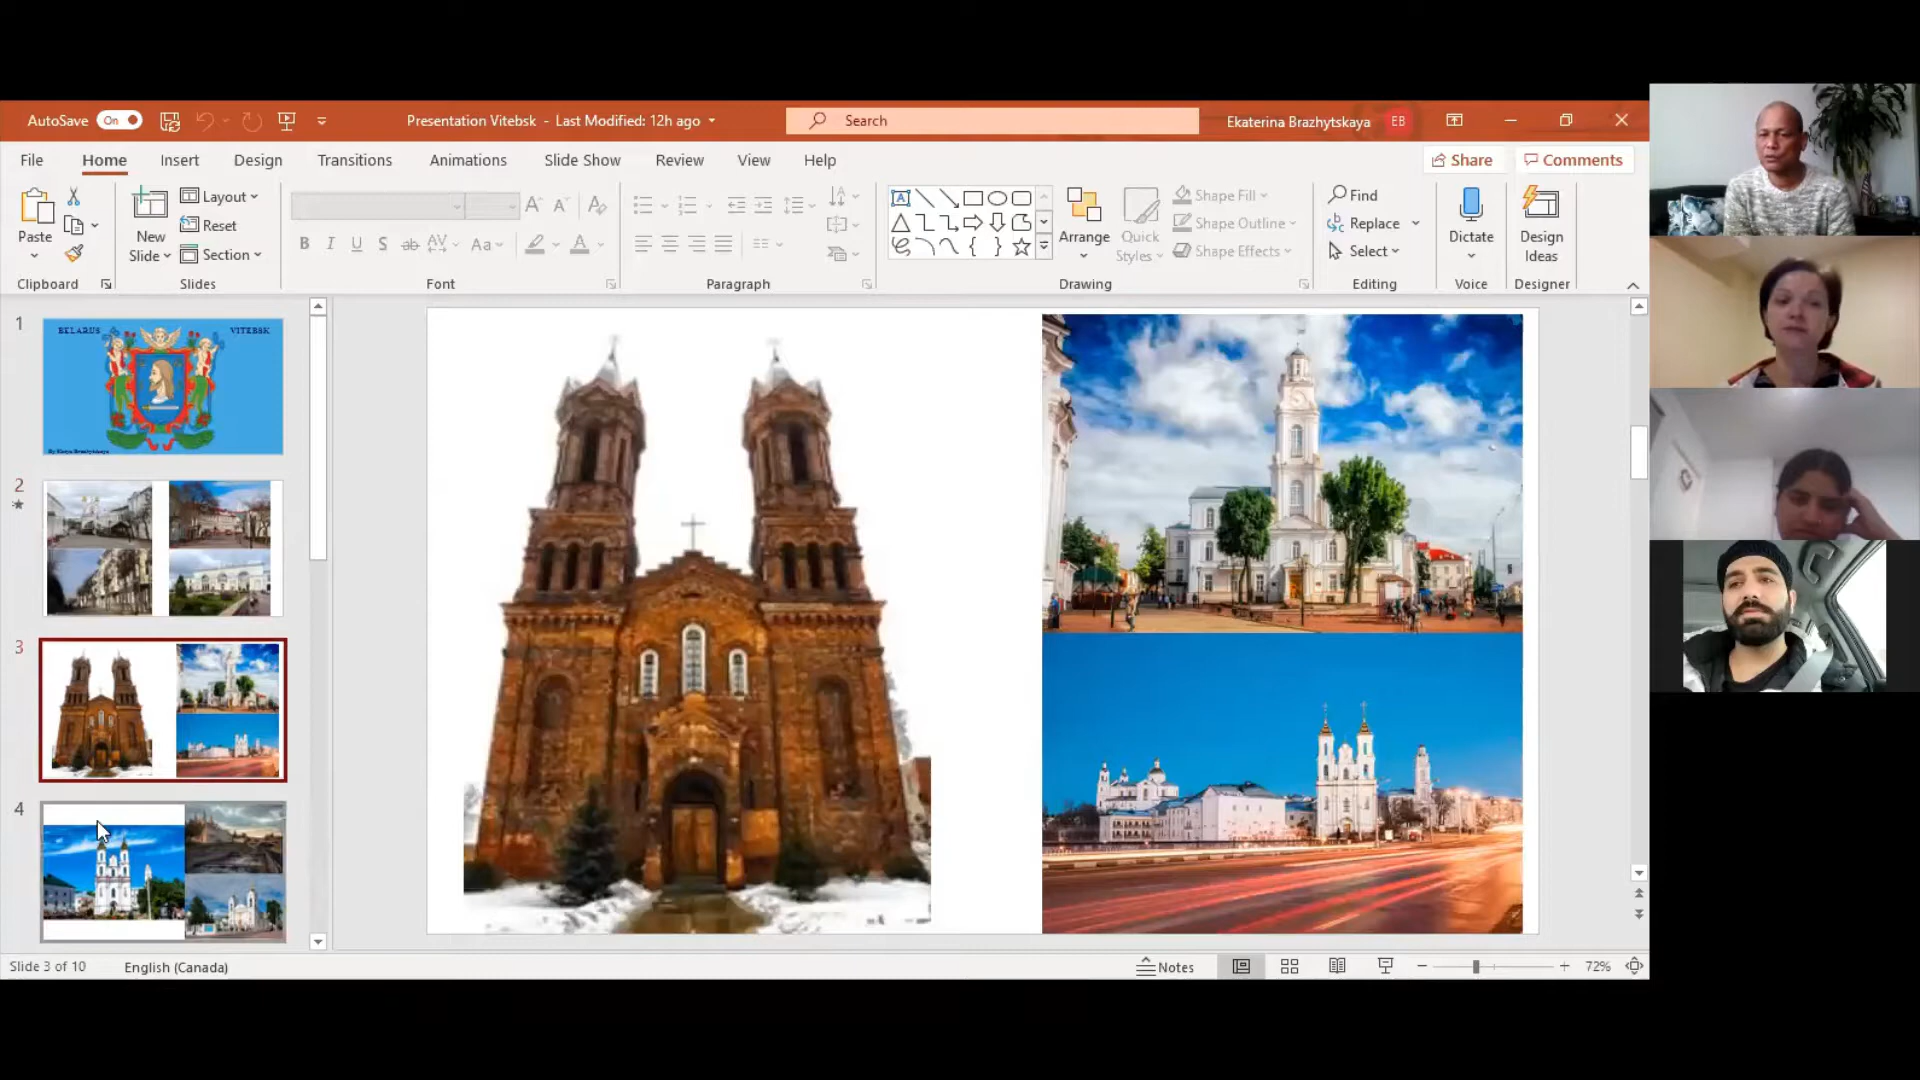 AutoSave On
Presentation Vitebsk - Last Modified: 12h ago
Search
Ekaterina Brazhytskaya EB
File Home Insert Design Transitions Animations Slide Show Review View Help
Share Comments
Paste
New
Slide
Layout
Reset
Section
B I U S ab AV Aa A
Arrange
Quick
Styles
Shape Fill
Shape Outline
Shape Effects
Find
Replace
Select
Dictate
Design
Ideas
Clipboard Slides Font Paragraph Drawing Editing Voice Designer
1
BELARUS VITEBSK
2
3
4
Slide 3 of 10 English (Canada) Notes 72%